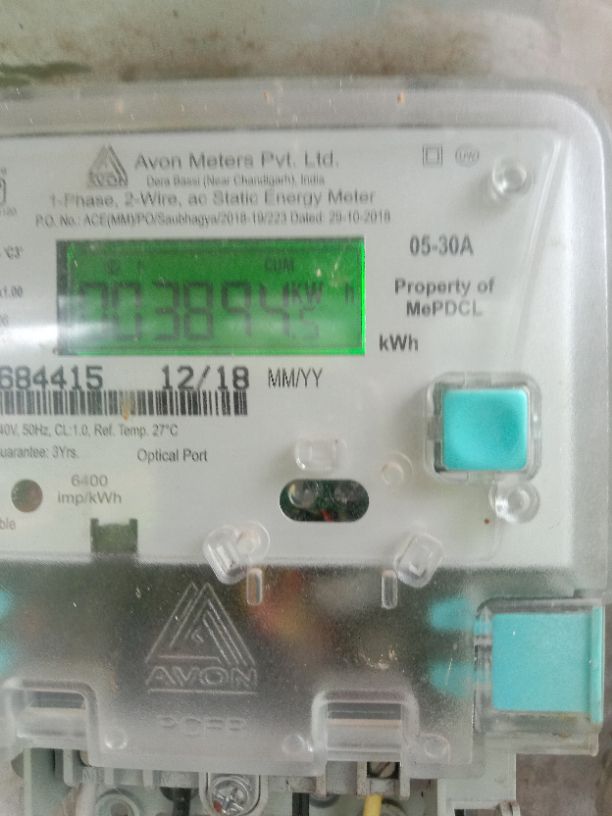 Avon Meters Pvt. Ltd.
AVON
Dera Bassi (Near Chandigarh), India
1-Phase, 2-Wire, ac Static Energy Meter
P.O. No.: ACE(MM)/PO/Saubhagya/2018-19/223 Dated: 29-10-2018
05-30A
CUM
003894.5 kWh
Property of
MePDCL
kWh
684415 12/18 MM/YY
40V, 50Hz, CL:1.0, Ref. Temp. 27°C
uarantee: 3Yrs. Optical Port
6400
imp/kWh
AVON